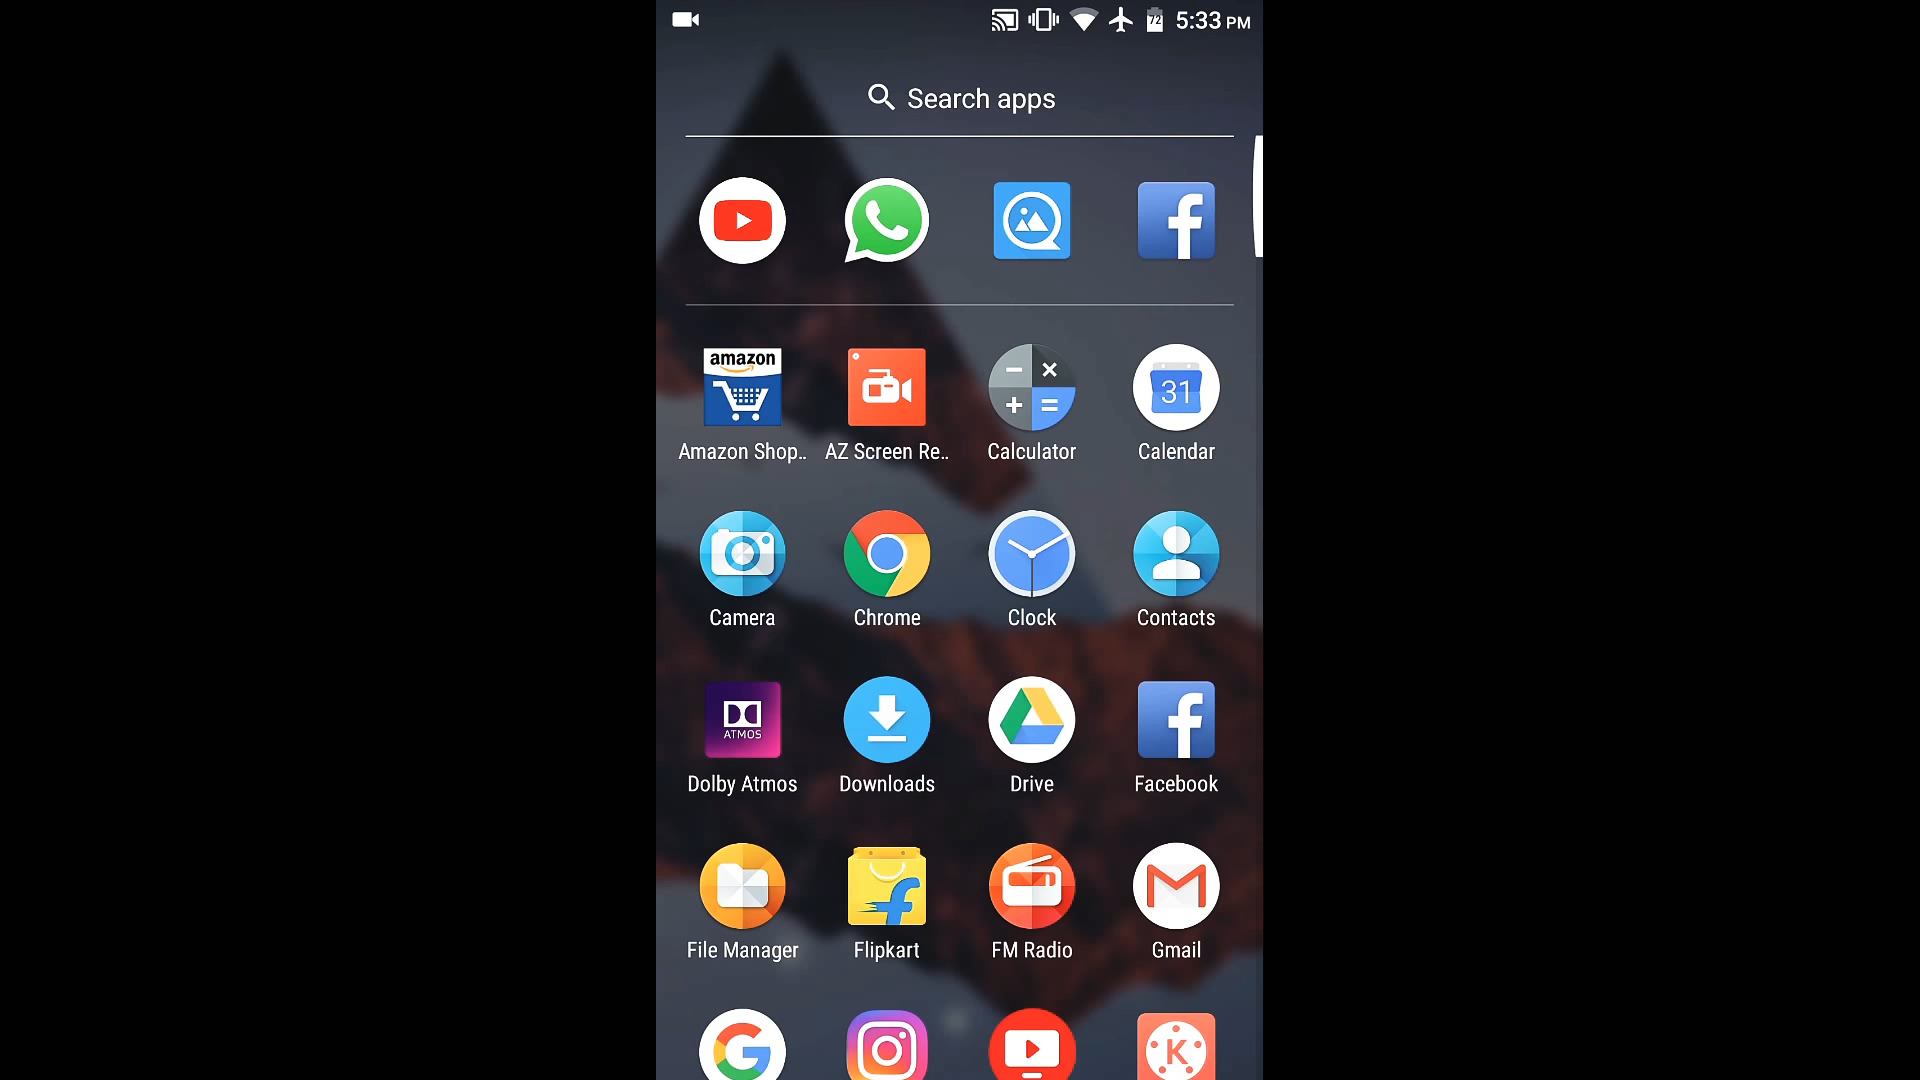 72 5:33 PM
Search apps
amazon
31
Amazon Shop.. AZ Screen Re.. Calculator Calendar
Camera Chrome Clock Contacts
ATMOS
Dolby Atmos Downloads Drive Facebook
File Manager Flipkart FM Radio Gmail
K